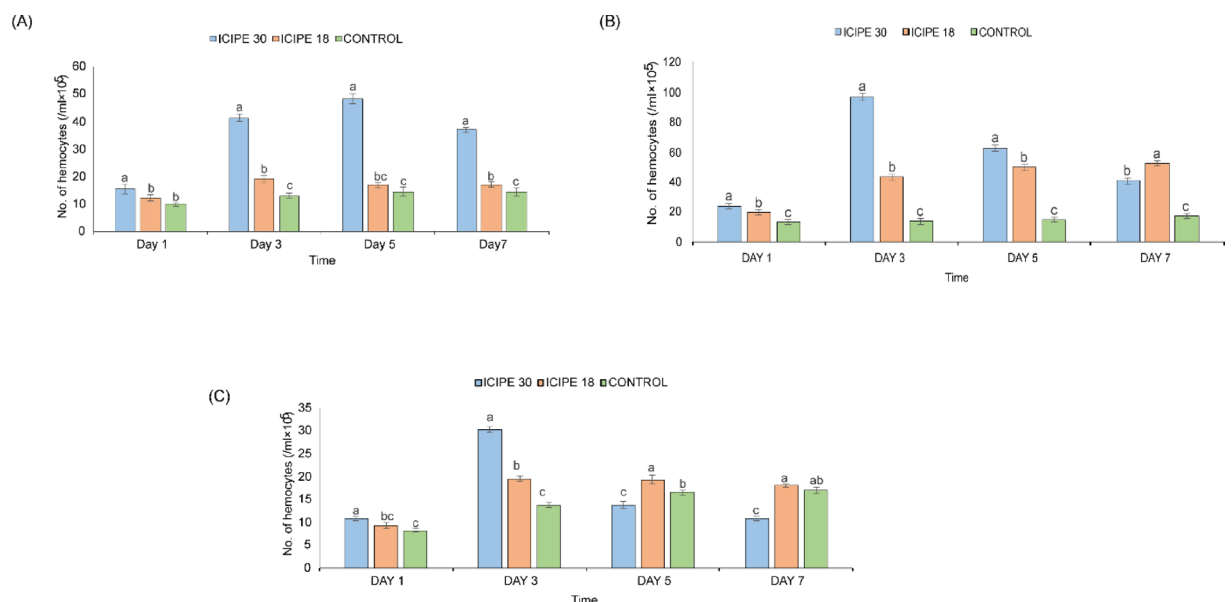 (A)
ICIPE 30 ICIPE 18 CONTROL
No. of hemocytes (/ml×10⁵)
60
50
40
30
20
10
0
a b b
a b c
a bc c
a b c
Day 1 Day 3 Day 5 Day7
Time
(B)
ICIPE 30 ICIPE 18 CONTROL
No. of hemocytes (/ml×10⁵)
120
100
80
60
40
20
0
a b c
a b c
a b c
b a c
DAY 1 DAY 3 DAY 5 DAY 7
Time
(C)
ICIPE 30 ICIPE 18 CONTROL
No. of hemocytes (/ml×10⁵)
35
30
25
20
15
10
5
0
a bc c
a b c
c a b
c a ab
DAY 1 DAY 3 DAY 5 DAY 7
Time